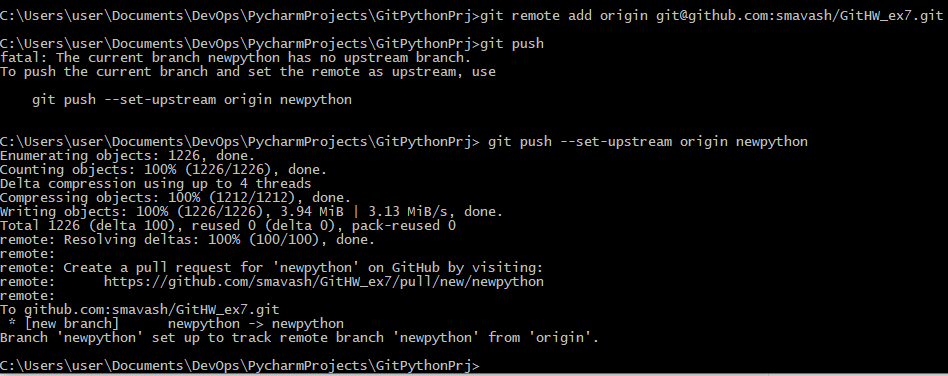 C:\Users\user\Documents\DevOps\PycharmProjects\GitPythonPrj>git remote add origin git@github.com:smavash/GitHW_ex7.git
C:\Users\user\Documents\DevOps\PycharmProjects\GitPythonPrj>git push
fatal: The current branch newpython has no upstream branch.
To push the current branch and set the remote as upstream, use
    git push --set-upstream origin newpython
C:\Users\user\Documents\DevOps\PycharmProjects\GitPythonPrj> git push --set-upstream origin newpython
Enumerating objects: 1226, done.
Counting objects: 100% (1226/1226), done.
Delta compression using up to 4 threads
Compressing objects: 100% (1212/1212), done.
Writing objects: 100% (1226/1226), 3.94 MiB | 3.13 MiB/s, done.
Total 1226 (delta 100), reused 0 (delta 0), pack-reused 0
remote: Resolving deltas: 100% (100/100), done.
remote:
remote: Create a pull request for 'newpython' on GitHub by visiting:
remote:      https://github.com/smavash/GitHW_ex7/pull/new/newpython
remote:
To github.com:smavash/GitHW_ex7.git
 * [new branch]      newpython -> newpython
Branch 'newpython' set up to track remote branch 'newpython' from 'origin'.
C:\Users\user\Documents\DevOps\PycharmProjects\GitPythonPrj>